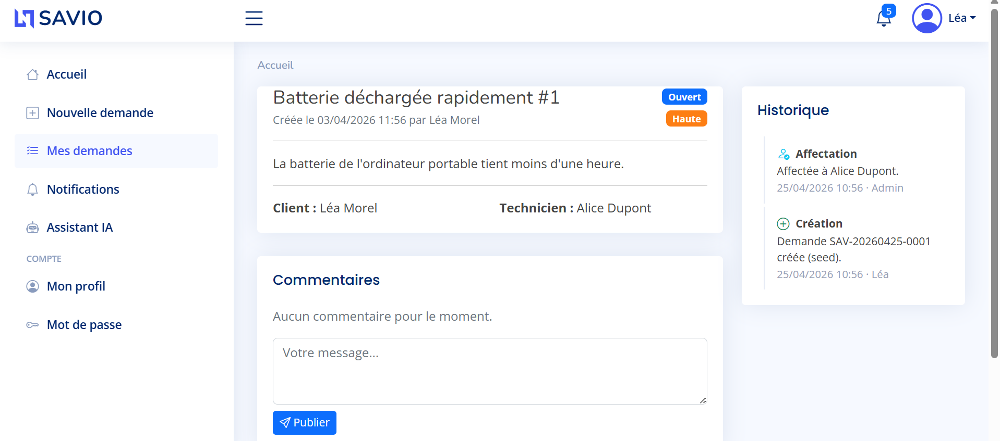 SAVIO
5
Léa
Accueil
Nouvelle demande
Mes demandes
Notifications
Assistant IA
COMPTE
Mon profil
Mot de passe
Accueil
Batterie déchargée rapidement #1
Ouvert
Créée le 03/04/2026 11:56 par Léa Morel
Haute
La batterie de l'ordinateur portable tient moins d'une heure.
Client : Léa Morel
Technicien : Alice Dupont
Commentaires
Aucun commentaire pour le moment.
Votre message...
Publier
Historique
Affectation
Affectée à Alice Dupont.
25/04/2026 10:56 · Admin
Création
Demande SAV-20260425-0001
créée (seed).
25/04/2026 10:56 · Léa